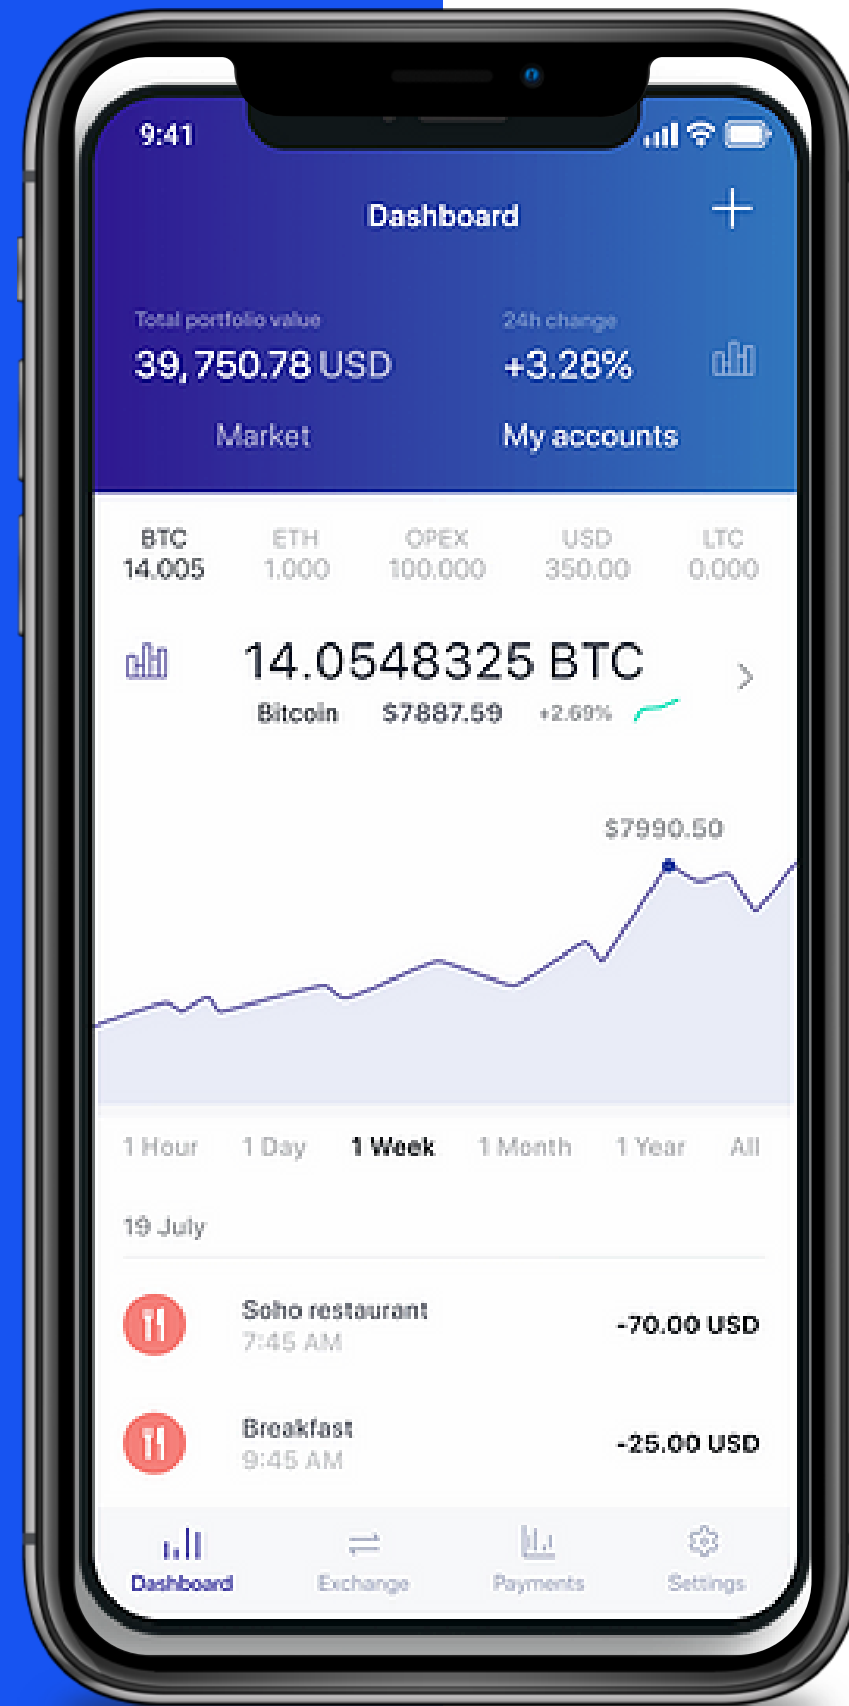 9:41
Dashboard
Total portfolio value 24h change
39,750.78 USD +3.28%
Market My accounts
BTC ETH OPEX USD LTC
14.005 1.000 100.000 350.00 0.000
14.0548325 BTC
Bitcoin $7887.59 +2.69%
$7990.50
1 Hour 1 Day 1 Week 1 Month 1 Year All
19 July
Soho restaurant
7:45 AM
-70.00 USD
Breakfast
9:45 AM
-25.00 USD
Dashboard Exchange Payments Settings